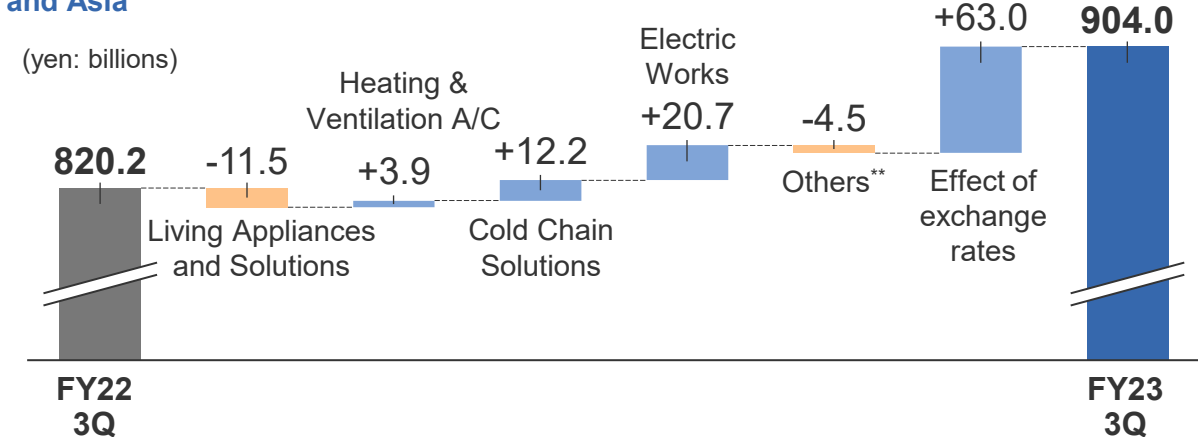 and Asia
(yen: billions)
820.2
-11.5
Living Appliances
and Solutions
Heating &
Ventilation A/C
+3.9
+12.2
Cold Chain
Solutions
Electric
Works
+20.7
-4.5
Others**
+63.0
Effect of
exchange
rates
904.0
FY22
3Q
FY23
3Q